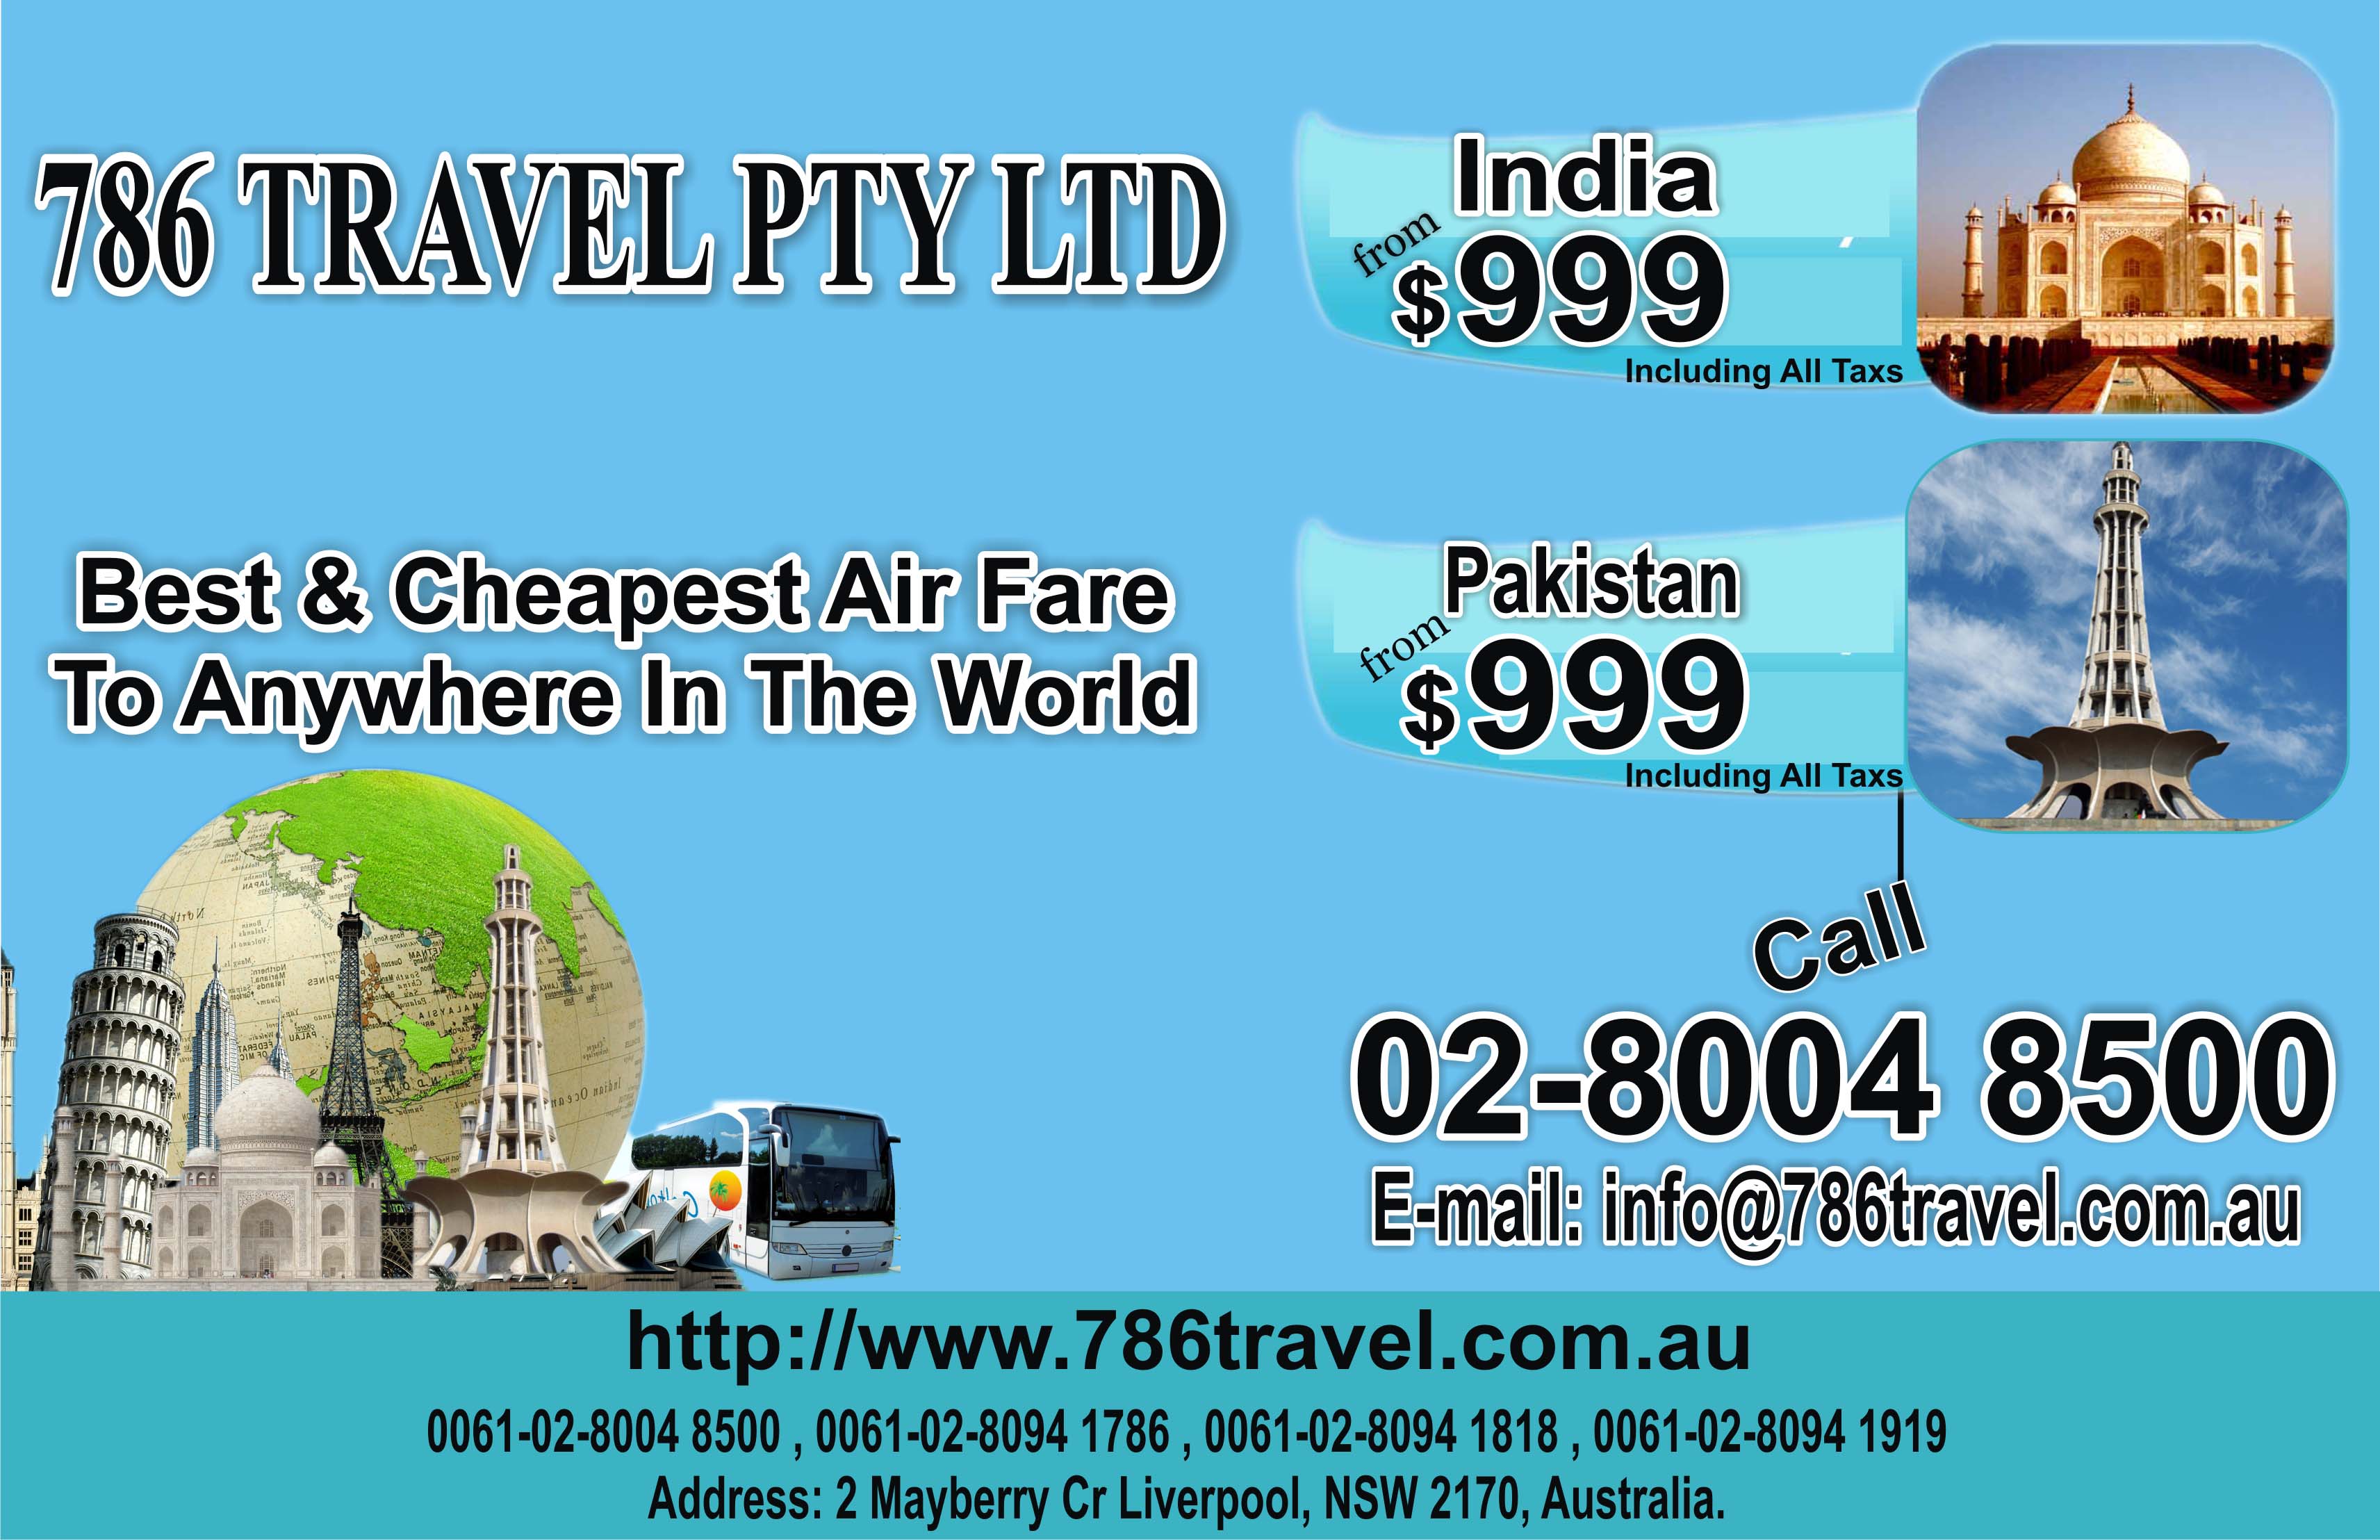 786 TRAVEL PTY LTD
Best & Cheapest Air Fare
To Anywhere In The World
India
from
$999
Including All Taxs
Pakistan
from
$999
Including All Taxs
Call
02-8004 8500
E-mail: info@786travel.com.au
http://www.786travel.com.au
0061-02-8004 8500 , 0061-02-8094 1786 , 0061-02-8094 1818 , 0061-02-8094 1919
Address: 2 Mayberry Cr Liverpool, NSW 2170, Australia.